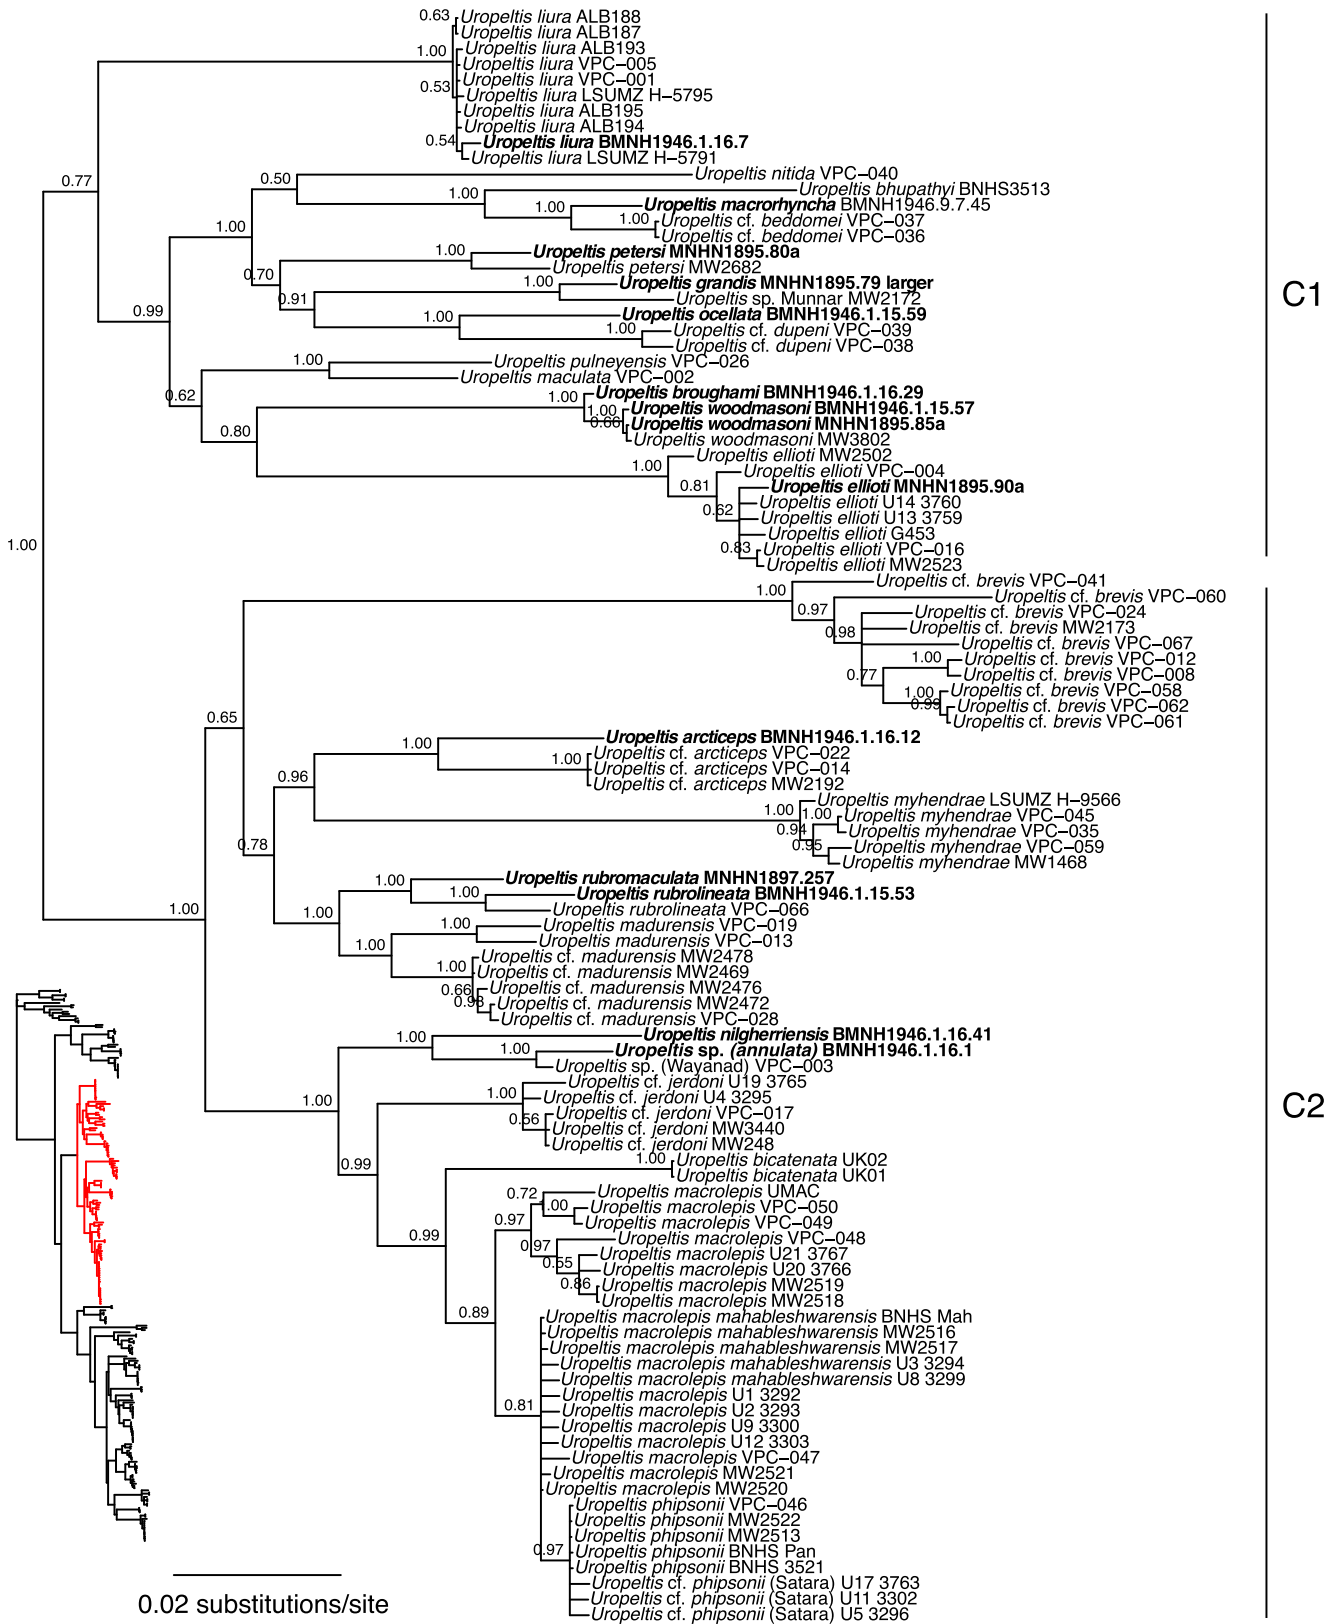 0.63
Uropeltis liura ALB188
Uropeltis liura ALB187
Uropeltis liura ALB193
1.00
Uropeltis liura VPC−005
Uropeltis liura VPC−001
0.53
Uropeltis liura LSUMZ H−5795
Uropeltis liura ALB195
Uropeltis liura ALB194
0.54
Uropeltis liura BMNH1946.1.16.7
Uropeltis liura LSUMZ H−5791
0.77
0.50
Uropeltis nitida VPC−040
1.00
Uropeltis bhupathyi BNHS3513
1.00
Uropeltis macrorhyncha BMNH1946.9.7.45
1.00
1.00
Uropeltis cf. beddomei VPC−037
Uropeltis cf. beddomei VPC−036
1.00
Uropeltis petersi MNHN1895.80a
Uropeltis petersi MW2682
0.70
1.00
Uropeltis grandis MNHN1895.79 larger
0.91
Uropeltis sp. Munnar MW2172
0.99
1.00
Uropeltis ocellata BMNH1946.1.15.59
1.00
Uropeltis cf. dupeni VPC−039
Uropeltis cf. dupeni VPC−038
C1
1.00
Uropeltis pulneyensis VPC−026
Uropeltis maculata VPC−002
0.62
1.00
Uropeltis broughami BMNH1946.1.16.29
1.00
Uropeltis woodmasoni BMNH1946.1.15.57
0.66
Uropeltis woodmasoni MNHN1895.85a
0.80
Uropeltis woodmasoni MW3802
Uropeltis ellioti MW2502
1.00
Uropeltis ellioti VPC−004
0.81
Uropeltis ellioti MNHN1895.90a
0.62
Uropeltis ellioti U14 3760
Uropeltis ellioti U13 3759
Uropeltis ellioti G453
0.83
Uropeltis ellioti VPC−016
Uropeltis ellioti MW2523
1.00
1.00
Uropeltis cf. brevis VPC−041
0.97
Uropeltis cf. brevis VPC−060
Uropeltis cf. brevis VPC−024
0.98
Uropeltis cf. brevis MW2173
Uropeltis cf. brevis VPC−067
1.00
Uropeltis cf. brevis VPC−012
0.77
Uropeltis cf. brevis VPC−008
1.00
Uropeltis cf. brevis VPC−058
0.99
Uropeltis cf. brevis VPC−062
Uropeltis cf. brevis VPC−061
0.65
1.00
Uropeltis arcticeps BMNH1946.1.16.12
Uropeltis cf. arcticeps VPC−022
1.00
Uropeltis cf. arcticeps VPC−014
0.96
Uropeltis cf. arcticeps MW2192
Uropeltis myhendrae LSUMZ H−9566
1.00
1.00
Uropeltis myhendrae VPC−045
0.94
Uropeltis myhendrae VPC−035
0.95
Uropeltis myhendrae VPC−059
0.78
Uropeltis myhendrae MW1468
1.00
Uropeltis rubromaculata MNHN1897.257
1.00
Uropeltis rubrolineata BMNH1946.1.15.53
1.00
Uropeltis rubrolineata VPC−066
1.00
1.00
Uropeltis madurensis VPC−019
1.00
Uropeltis madurensis VPC−013
Uropeltis cf. madurensis MW2478
1.00
Uropeltis cf. madurensis MW2469
0.66
Uropeltis cf. madurensis MW2476
0.93
Uropeltis cf. madurensis MW2472
Uropeltis cf. madurensis VPC−028
1.00
Uropeltis nilgherriensis BMNH1946.1.16.41
1.00
Uropeltis sp. (annulata) BMNH1946.1.16.1
Uropeltis sp. (Wayanad) VPC−003
1.00
1.00
Uropeltis cf. jerdoni U19 3765
Uropeltis cf. jerdoni U4 3295
0.56
Uropeltis cf. jerdoni VPC−017
Uropeltis cf. jerdoni MW3440
Uropeltis cf. jerdoni MW248
C2
0.99
1.00
Uropeltis bicatenata UK02
Uropeltis bicatenata UK01
0.72
Uropeltis macrolepis UMAC
1.00
Uropeltis macrolepis VPC−050
0.97
Uropeltis macrolepis VPC−049
0.99
0.97
Uropeltis macrolepis VPC−048
0.55
Uropeltis macrolepis U21 3767
Uropeltis macrolepis U20 3766
0.86
Uropeltis macrolepis MW2519
Uropeltis macrolepis MW2518
0.89
Uropeltis macrolepis mahableshwarensis BNHS Mah
Uropeltis macrolepis mahableshwarensis MW2516
Uropeltis macrolepis mahableshwarensis MW2517
Uropeltis macrolepis mahableshwarensis U3 3294
Uropeltis macrolepis mahableshwarensis U8 3299
Uropeltis macrolepis U1 3292
0.81
Uropeltis macrolepis U2 3293
Uropeltis macrolepis U9 3300
Uropeltis macrolepis U12 3303
Uropeltis macrolepis VPC−047
Uropeltis macrolepis MW2521
Uropeltis macrolepis MW2520
Uropeltis phipsonii VPC−046
Uropeltis phipsonii MW2522
Uropeltis phipsonii MW2513
0.97
Uropeltis phipsonii BNHS Pan
Uropeltis phipsonii BNHS 3521
Uropeltis cf. phipsonii (Satara) U17 3763
Uropeltis cf. phipsonii (Satara) U11 3302
Uropeltis cf. phipsonii (Satara) U5 3296
0.02 substitutions/site